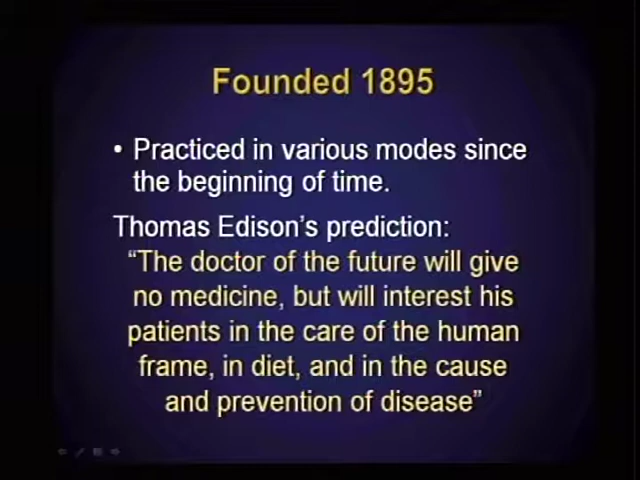 Founded 1895
• Practiced in various modes since
the beginning of time.
Thomas Edison's prediction:
“The doctor of the future will give
no medicine, but will interest his
patients in the care of the human
frame, in diet, and in the cause
and prevention of disease”